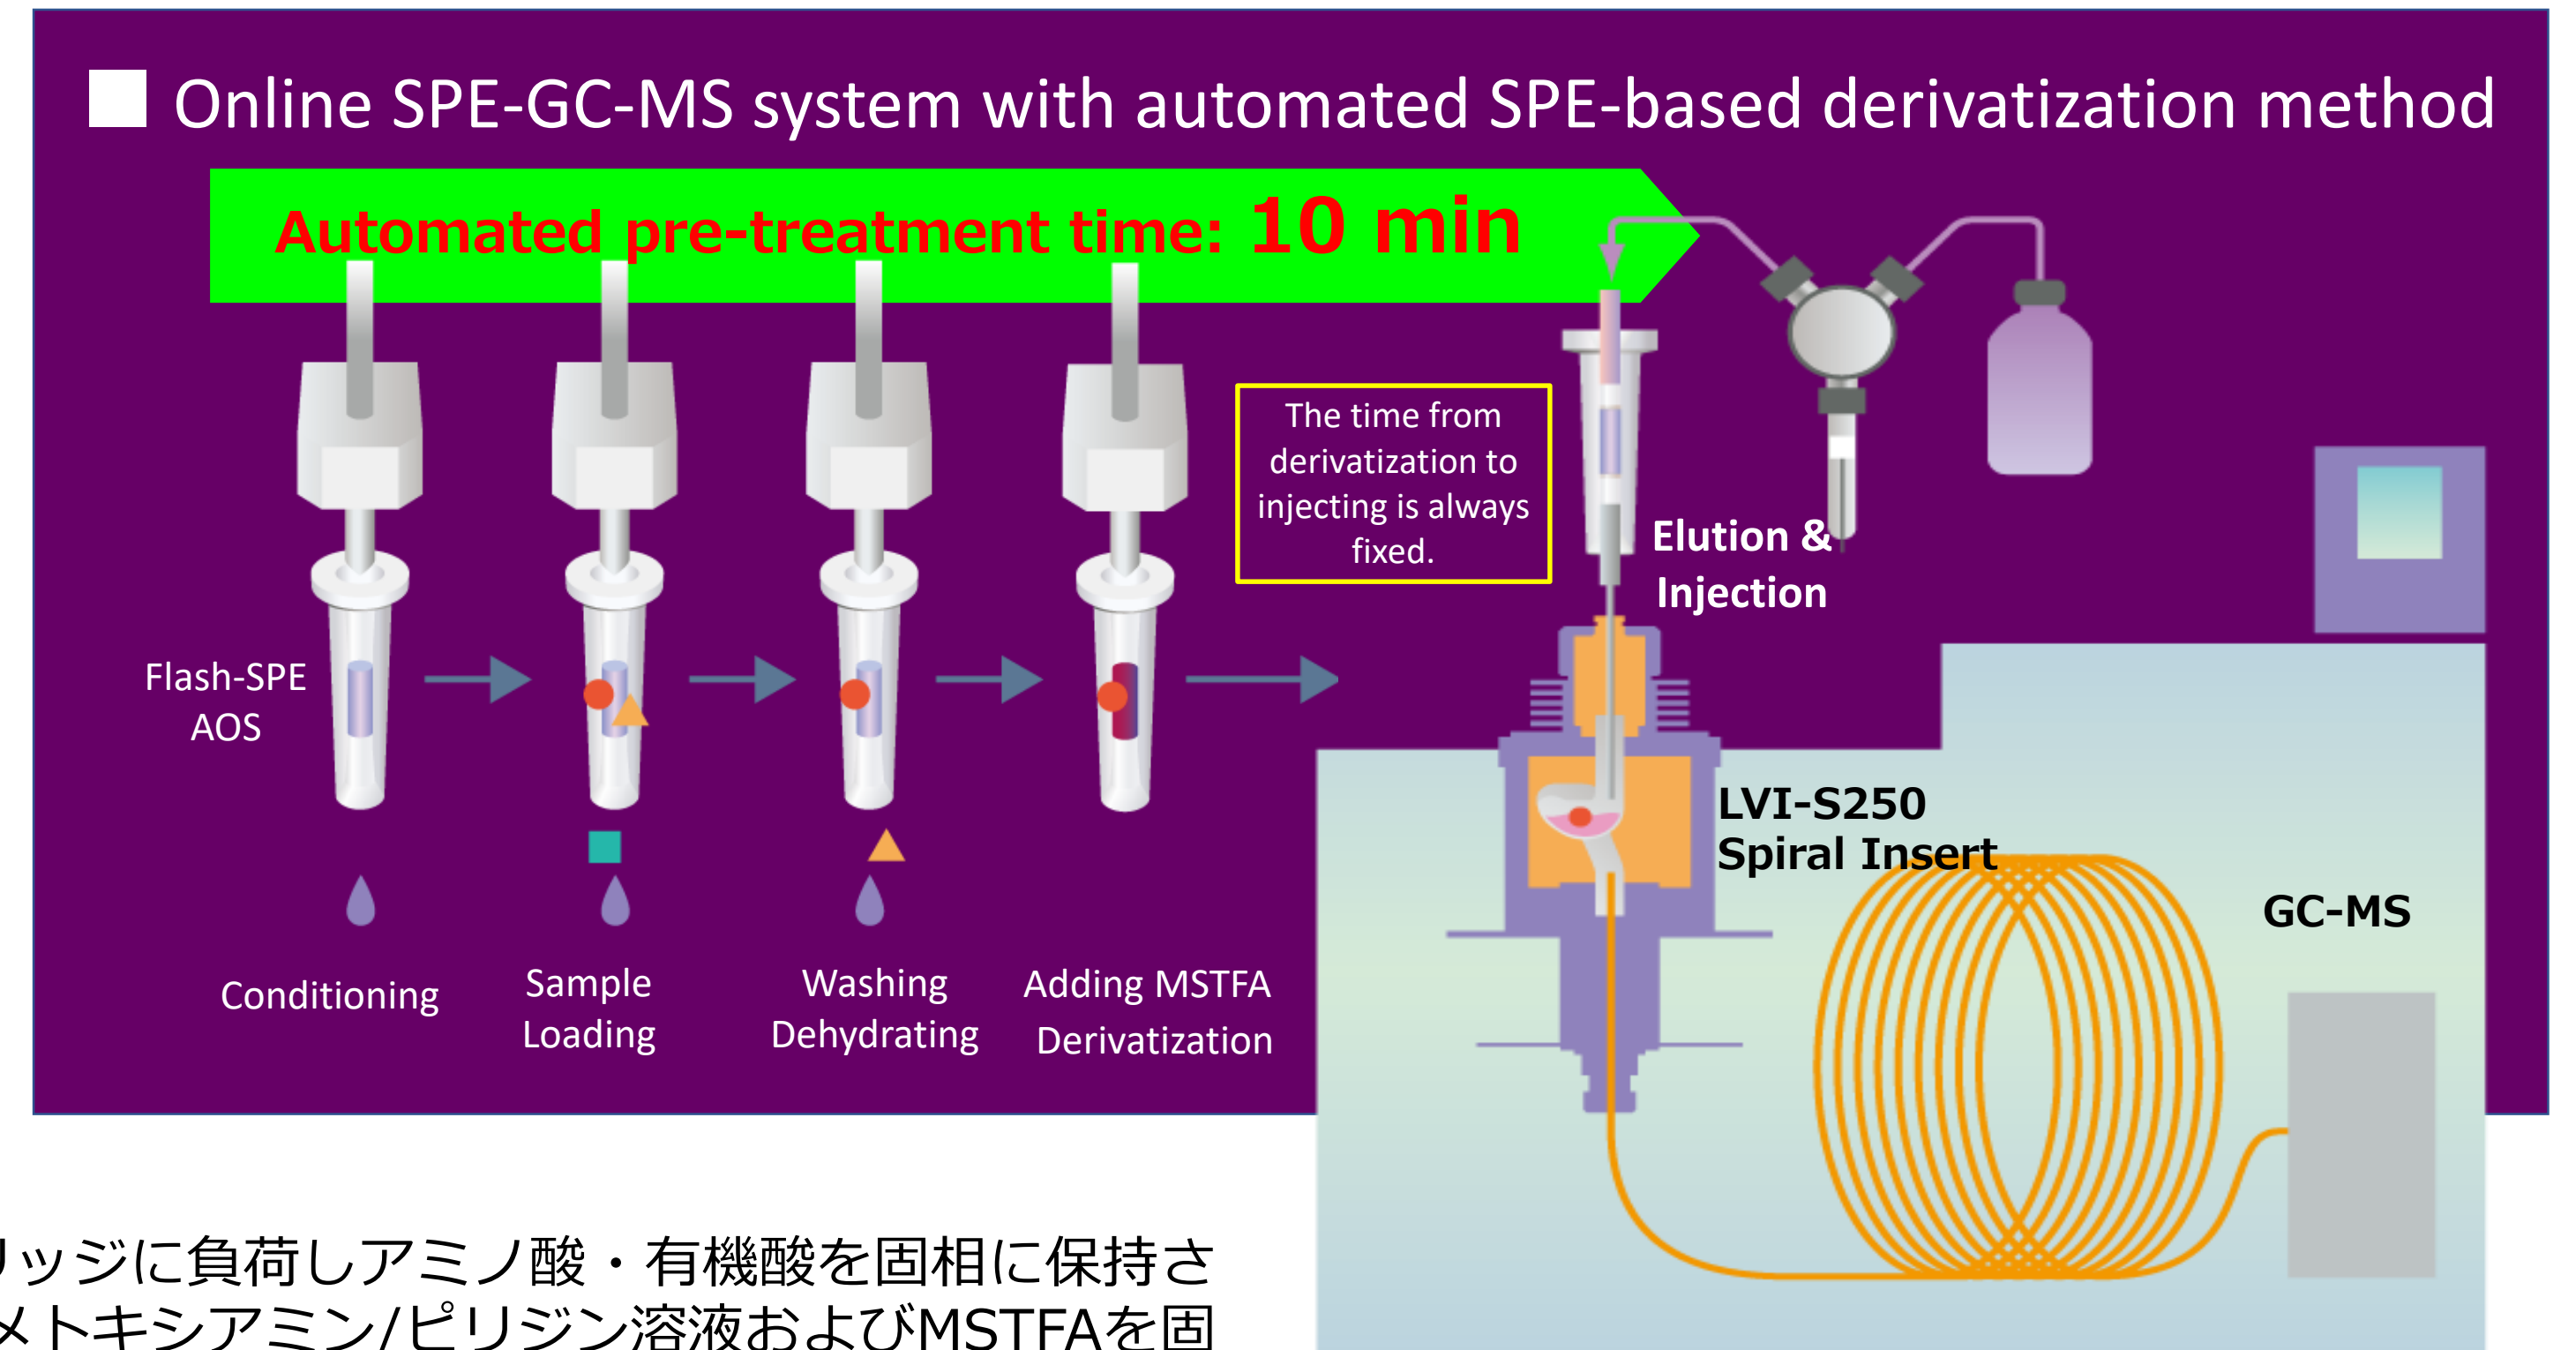 Online SPE-GC-MS system with automated SPE-based derivatization method
Automated pre-treatment time: 10 min
The time from
derivatization to
injecting is always
fixed.
Elution &
Injection
Flash-SPE
AOS
LVI-S250
Spiral Insert
GC-MS
Conditioning
Sample
Loading
Washing
Dehydrating
Adding MSTFA
Derivatization
リッジに負荷しアミノ酸・有機酸を固相に保持さ
メトキシアミン/ピリジン溶液およびMSTFAを固